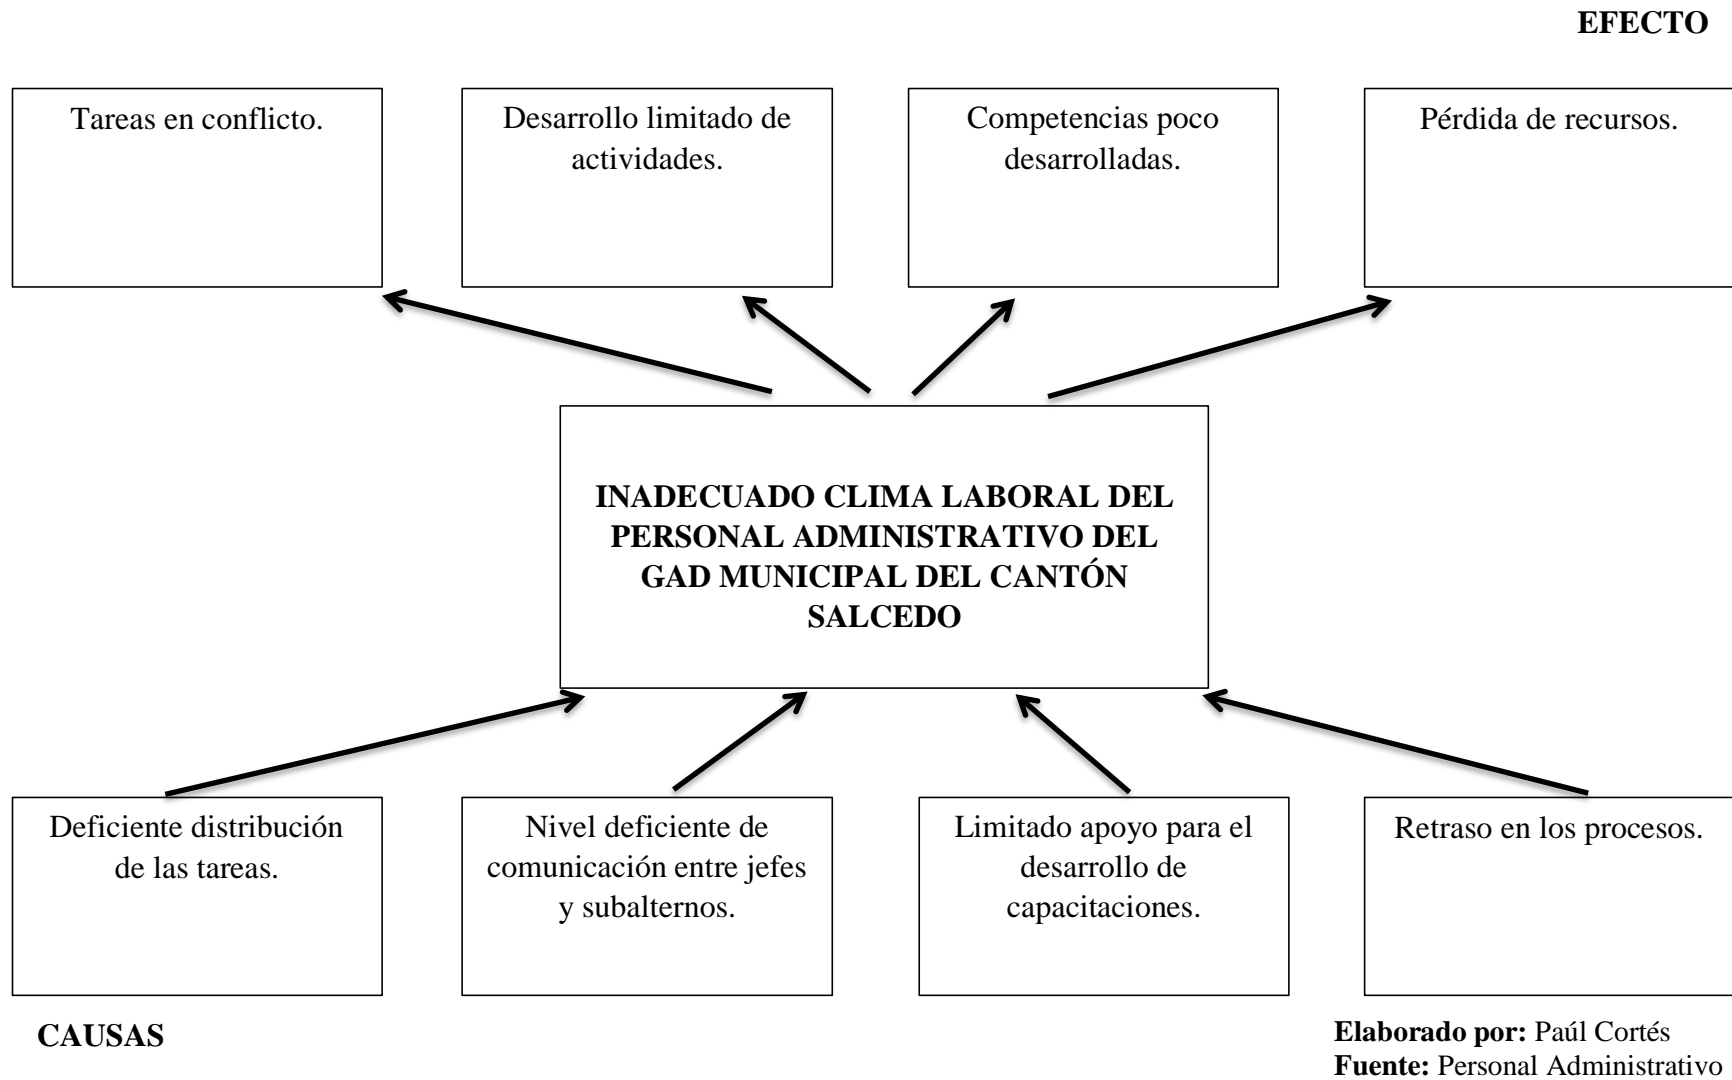 EFECTO
Tareas en conflicto.
Desarrollo limitado de
actividades.
Competencias poco
desarrolladas.
Pérdida de recursos.
INADECUADO CLIMA LABORAL DEL
PERSONAL ADMINISTRATIVO DEL
GAD MUNICIPAL DEL CANTÓN
SALCEDO
Deficiente distribución
de las tareas.
Nivel deficiente de
comunicación entre jefes
y subalternos.
Limitado apoyo para el
desarrollo de
capacitaciones.
Retraso en los procesos.
CAUSAS
Elaborado por: Paúl Cortés
Fuente: Personal Administrativo